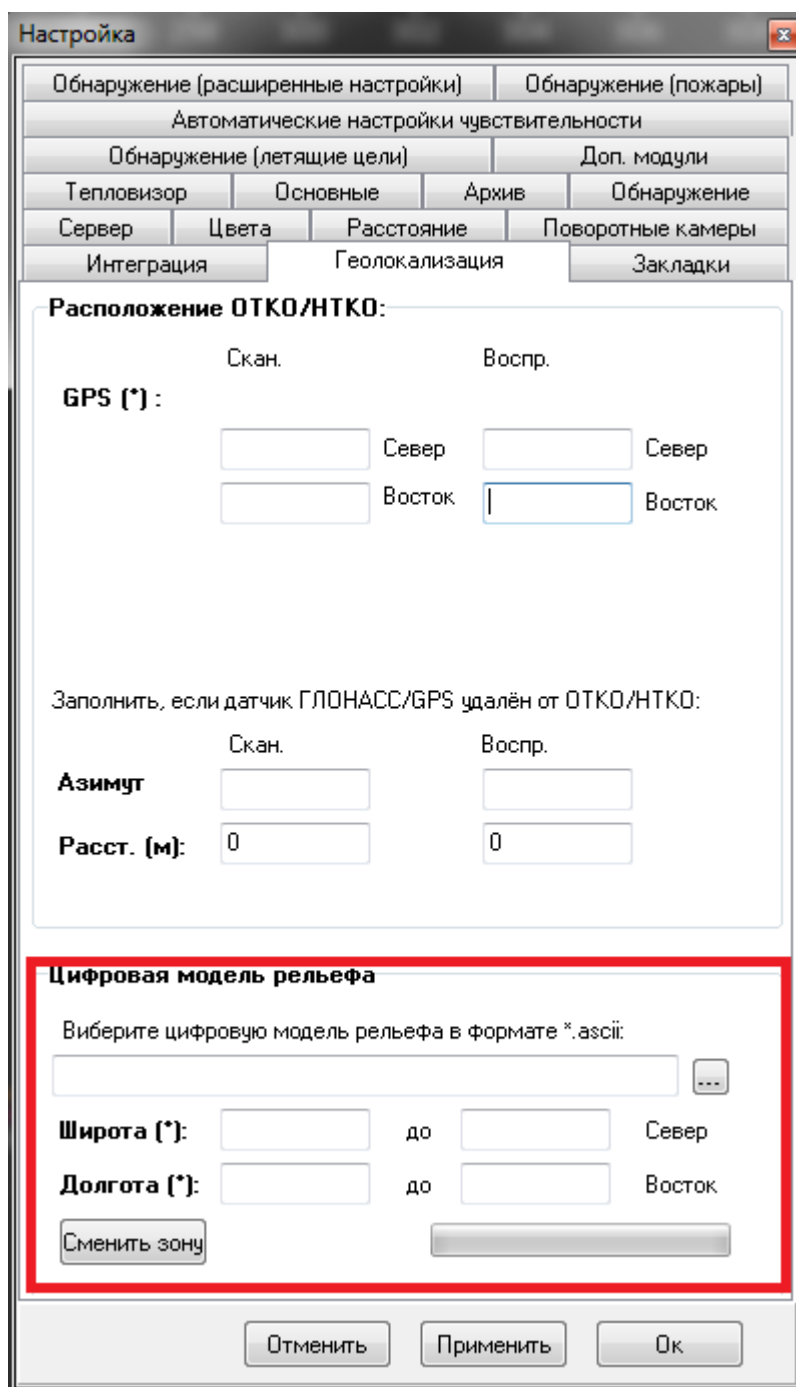 Настройка
Обнаружение (расширенные настройки) Обнаружение (пожары)
Автоматические настройки чувствительности
Обнаружение (летящие цели) Доп. модули
Тепловизор Основные Архив Обнаружение
Сервер Цвета Расстояние Поворотные камеры
Интеграция Геолокализация Закладки
Расположение ОТКО/НТКО:
Скан. Воспр.
GPS (*) :
Север Север
Восток Восток
Заполнить, если датчик ГЛОНАСС/GPS удалён от ОТКО/НТКО:
Скан. Воспр.
Азимут
Расст. (м): 0 0
Цифровая модель рельефа
Виберите цифровую модель рельефа в формате *.ascii:
...
Широта (*): до Север
Долгота (*): до Восток
Сменить зону
Отменить Применить Ок